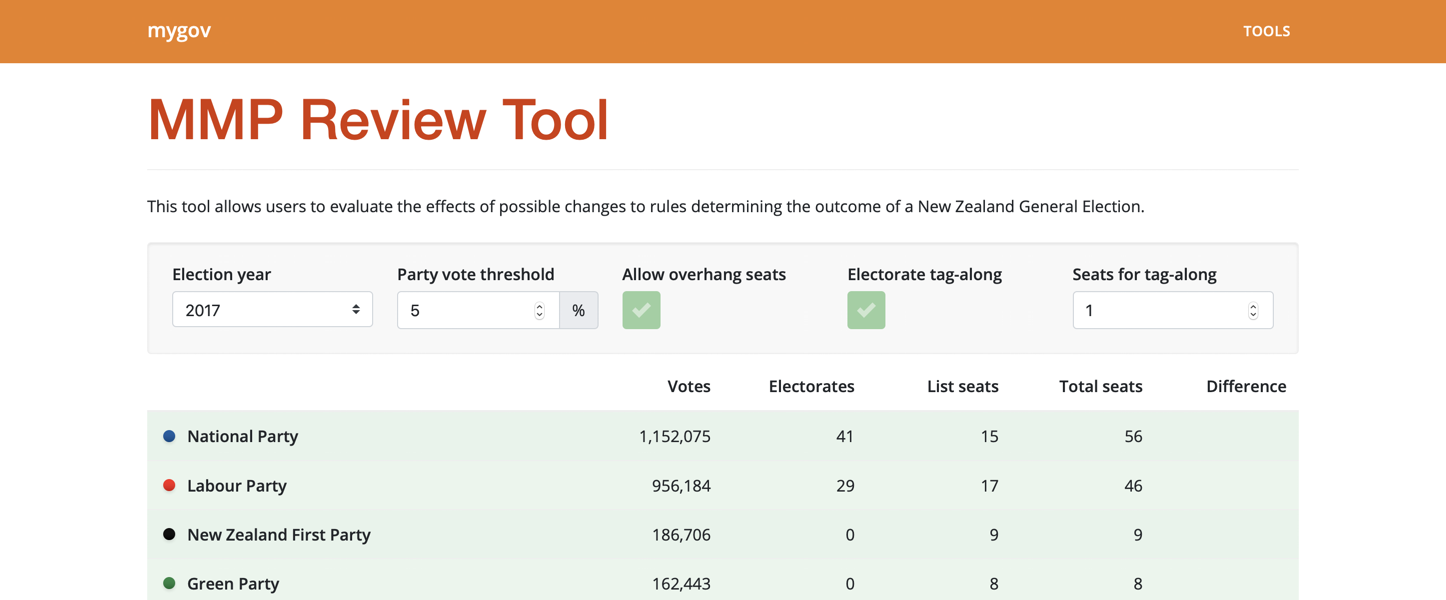 mygov TOOLS
MMP Review Tool
This tool allows users to evaluate the effects of possible changes to rules determining the outcome of a New Zealand General Election.
Election year Party vote threshold Allow overhang seats Electorate tag-along Seats for tag-along
2017 5 % 1
Votes Electorates List seats Total seats Difference
National Party 1,152,075 41 15 56
Labour Party 956,184 29 17 46
New Zealand First Party 186,706 0 9 9
Green Party 162,443 0 8 8